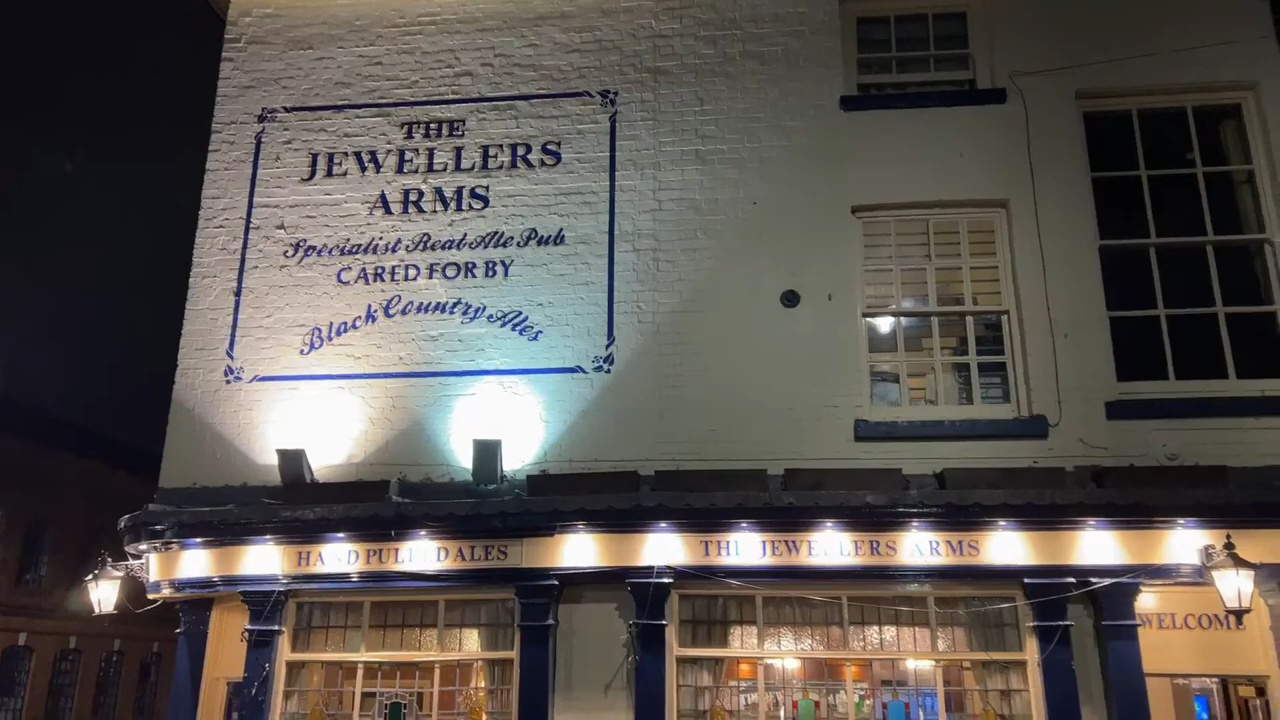 THE
JEWELLERS
ARMS
Specialist Real Ale Pub
CARED FOR BY
Black Country Ales
HAND PULLED ALES
THE JEWELLERS ARMS
WELCOME